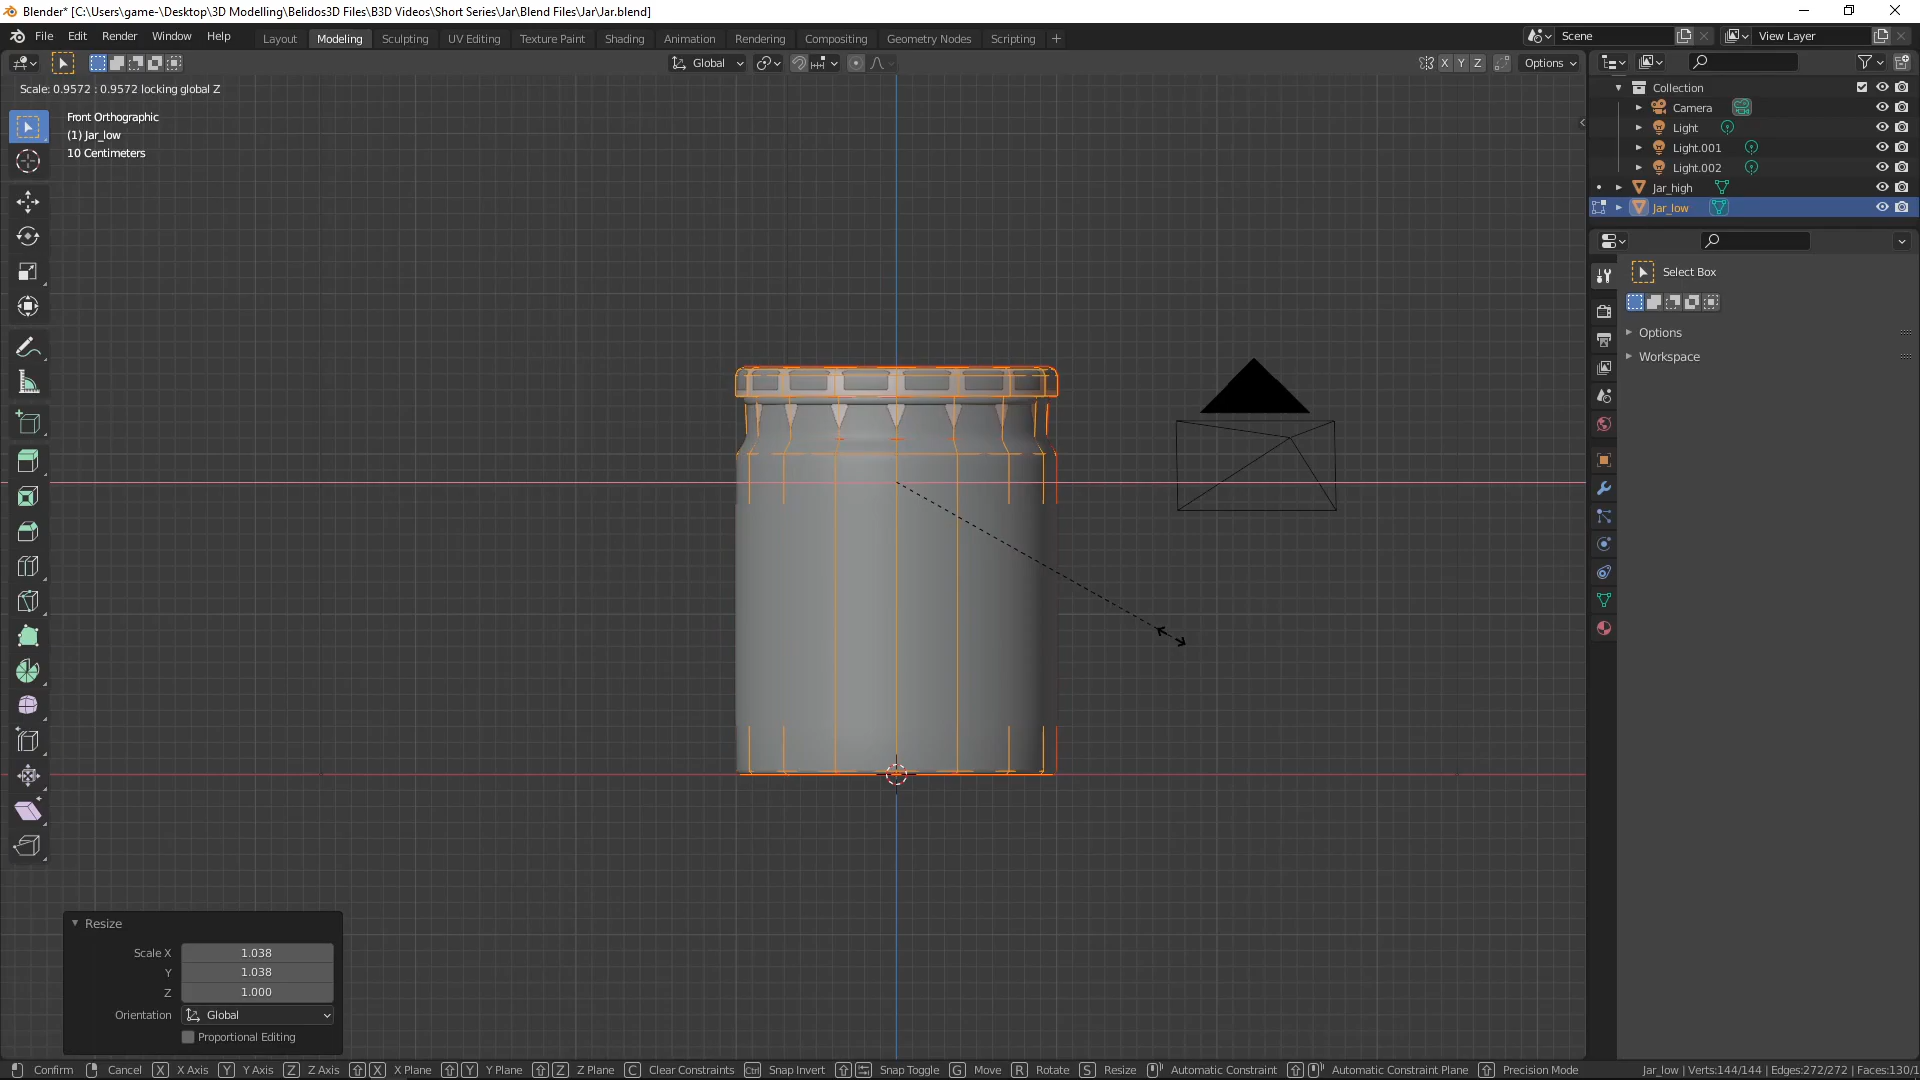 Blender* [C:\Users\game-\Desktop\3D Modelling\Belidos3D Files\B3D Videos\Short Series\Jar\Blend Files\Jar\Jar.blend]
File Edit Render Window Help Layout Modeling Sculpting UV Editing Texture Paint Shading Animation Rendering Compositing Geometry Nodes Scripting + Scene View Layer
Global X Y Z Options
Scale: 0.9572 : 0.9572 locking global Z
Front Orthographic
(1) Jar_low
10 Centimeters
Collection
Camera
Light
Light.001
Light.002
Jar_high
Jar_low
Select Box
Options
Workspace
Resize
Scale X 1.038
Y 1.038
Z 1.000
Orientation Global
Proportional Editing
Confirm Cancel X X Axis Y Y Axis Z Z Axis X X Plane Y Y Plane Z Z Plane C Clear Constraints Ctrl Snap Invert Snap Toggle G Move R Rotate S Resize Automatic Constraint Automatic Constraint Plane Precision Mode Jar_low | Verts:144/144 | Edges:272/272 | Faces:130/1